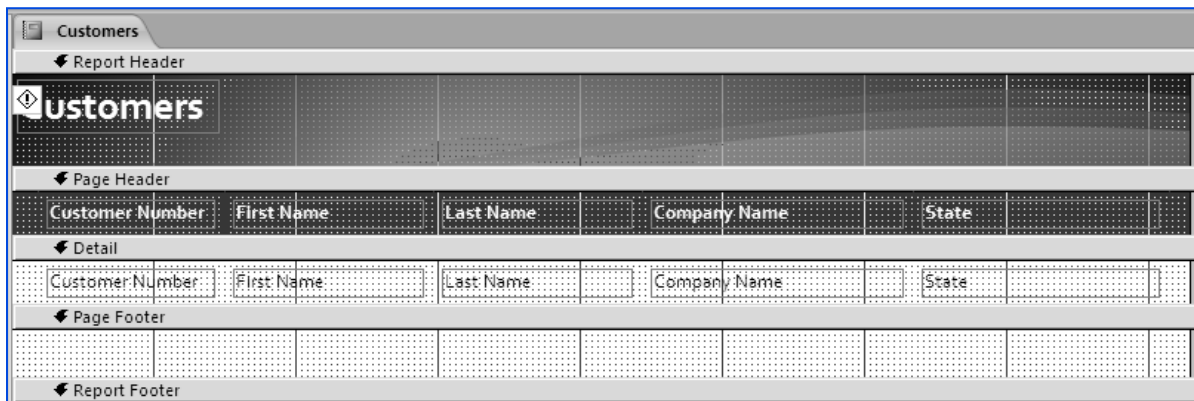 Customers
Report Header
Customers
Page Header
Customer Number First Name Last Name Company Name State
Detail
Customer Number First Name Last Name Company Name State
Page Footer
Report Footer